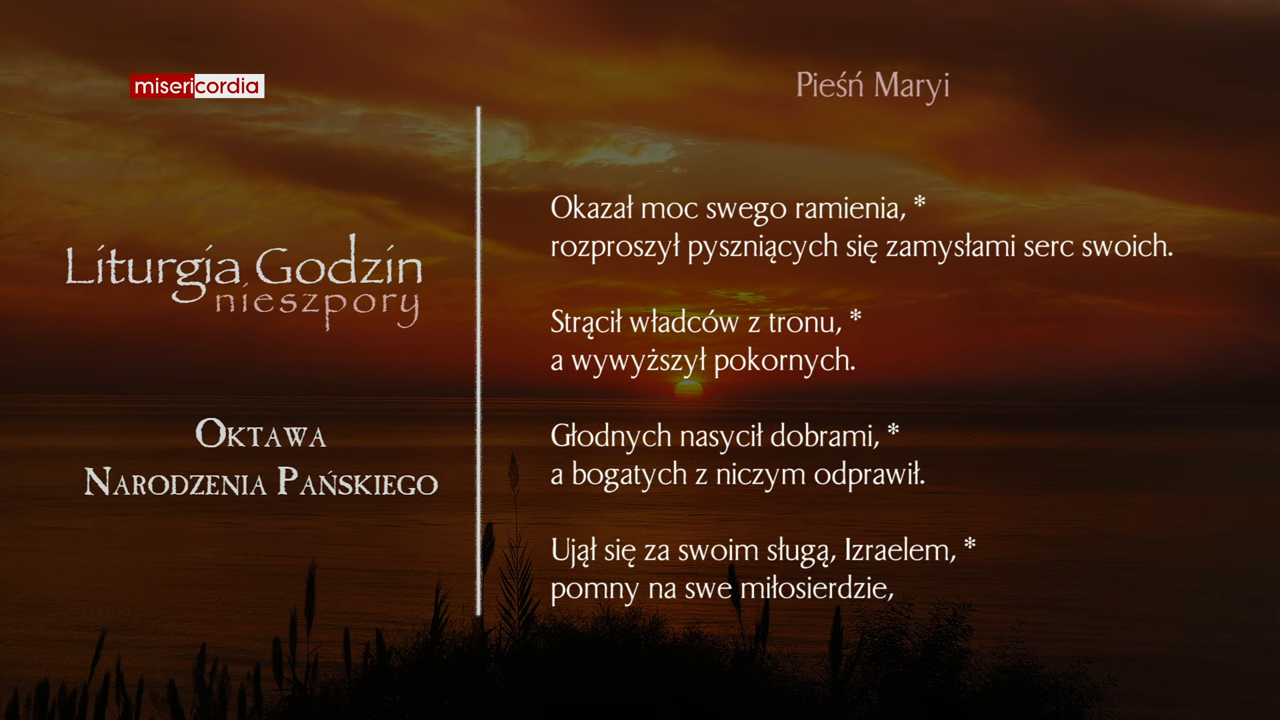 misericordia
Liturgia Godzin
nieszpory
Oktawa
Narodzenia Pańskiego
Pieśń Maryi
Okazał moc swego ramienia, *
rozproszył pyszniących się zamysłami serc swoich.
Strącił władców z tronu, *
a wywyższył pokornych.
Głodnych nasycił dobrami, *
a bogatych z niczym odprawił.
Ujął się za swoim sługą, Izraelem, *
pomny na swe miłosierdzie,